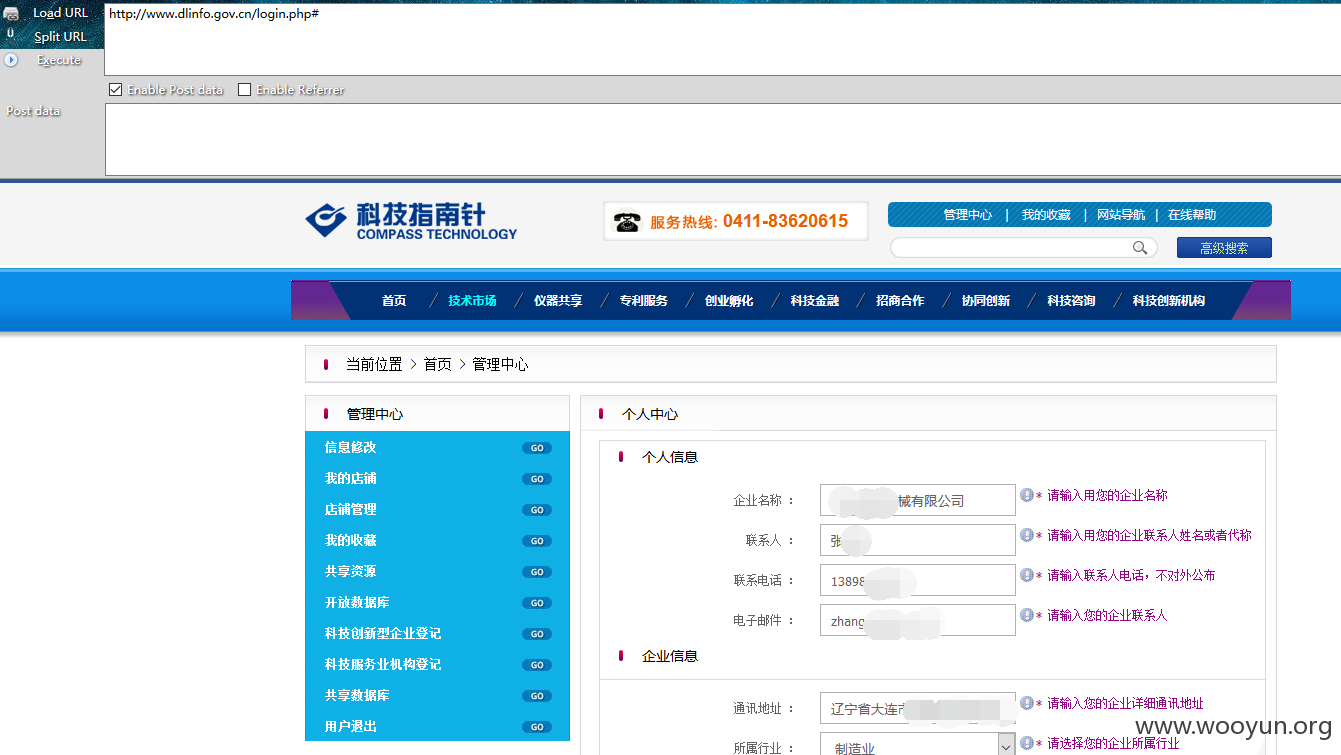 Load URL
http://www.dlinfo.gov.cn/login.php#
Split URL
Execute
Enable Post data Enable Referrer
Post data
科技指南针
COMPASS TECHNOLOGY
服务热线: 0411-83620615
管理中心 | 我的收藏 | 网站导航 | 在线帮助
高级搜索
首页 / 技术市场 / 仪器共享 / 专利服务 / 创业孵化 / 科技金融 / 招商合作 / 协同创新 / 科技咨询 / 科技创新机构
当前位置 > 首页 > 管理中心
管理中心
信息修改 GO
我的店铺 GO
店铺管理 GO
我的收藏 GO
共享资源 GO
开放数据库 GO
科技创新型企业登记 GO
科技服务业机构登记 GO
共享数据库 GO
用户退出 GO
个人中心
个人信息
企业名称 ： 械有限公司 * 请输入用您的企业名称
联系人 ： 张 * 请输入用您的企业联系人姓名或者代称
联系电话 ： 13898 * 请输入联系人电话，不对外公布
电子邮件 ： zhang * 请输入您的企业联系人
企业信息
通讯地址 ： 辽宁省大连市 * 请输入您的企业详细通讯地址
所属行业 ： 制造业 * 请选择您的企业所属行业
www.wooyun.org